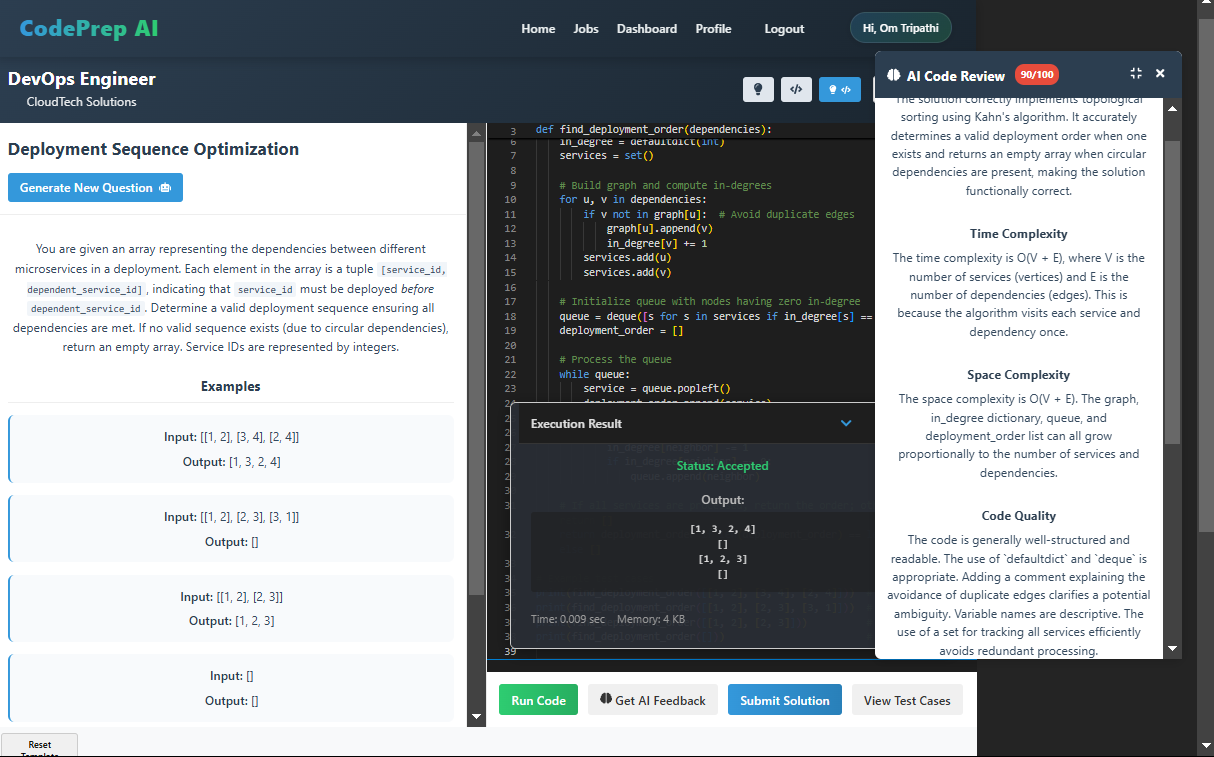 CodePrep AI
Home Jobs Dashboard Profile Logout Hi, Om Tripathi
DevOps Engineer
CloudTech Solutions
Deployment Sequence Optimization
Generate New Question
You are given an array representing the dependencies between different
microservices in a deployment. Each element in the array is a tuple [service_id,
dependent_service_id], indicating that service_id must be deployed before
dependent_service_id. Determine a valid deployment sequence ensuring all
dependencies are met. If no valid sequence exists (due to circular dependencies),
return an empty array. Service IDs are represented by integers.
Examples
Input: [[1, 2], [3, 4], [2, 4]]
Output: [1, 3, 2, 4]
Input: [[1, 2], [2, 3], [3, 1]]
Output: []
Input: [[1, 2], [2, 3]]
Output: [1, 2, 3]
Input: []
Output: []
Reset
Template
3 def find_deployment_order(dependencies):
6 in_degree = defaultdict(int)
7 services = set()
8
9 # Build graph and compute in-degrees
10 for u, v in dependencies:
11 if v not in graph[u]: # Avoid duplicate edges
12 graph[u].append(v)
13 in_degree[v] += 1
14 services.add(u)
15 services.add(v)
16
17 # Initialize queue with nodes having zero in-degree
18 queue = deque([s for s in services if in_degree[s] ==
19 deployment_order = []
20
21 # Process the queue
22 while queue:
23 service = queue.popleft()
24 deployment_order.append(service)
Execution Result
Status: Accepted
Output:
[1, 3, 2, 4]
[]
[1, 2, 3]
[]
Time: 0.009 sec Memory: 4 KB
39
Run Code Get AI Feedback Submit Solution View Test Cases
AI Code Review 90/100
The solution correctly implements topological
sorting using Kahn's algorithm. It accurately
determines a valid deployment order when one
exists and returns an empty array when circular
dependencies are present, making the solution
functionally correct.
Time Complexity
The time complexity is O(V + E), where V is the
number of services (vertices) and E is the
number of dependencies (edges). This is
because the algorithm visits each service and
dependency once.
Space Complexity
The space complexity is O(V + E). The graph,
in_degree dictionary, queue, and
deployment_order list can all grow
proportionally to the number of services and
dependencies.
Code Quality
The code is generally well-structured and
readable. The use of `defaultdict` and `deque` is
appropriate. Adding a comment explaining the
avoidance of duplicate edges clarifies a potential
ambiguity. Variable names are descriptive. The
use of a set for tracking all services efficiently
avoids redundant processing.